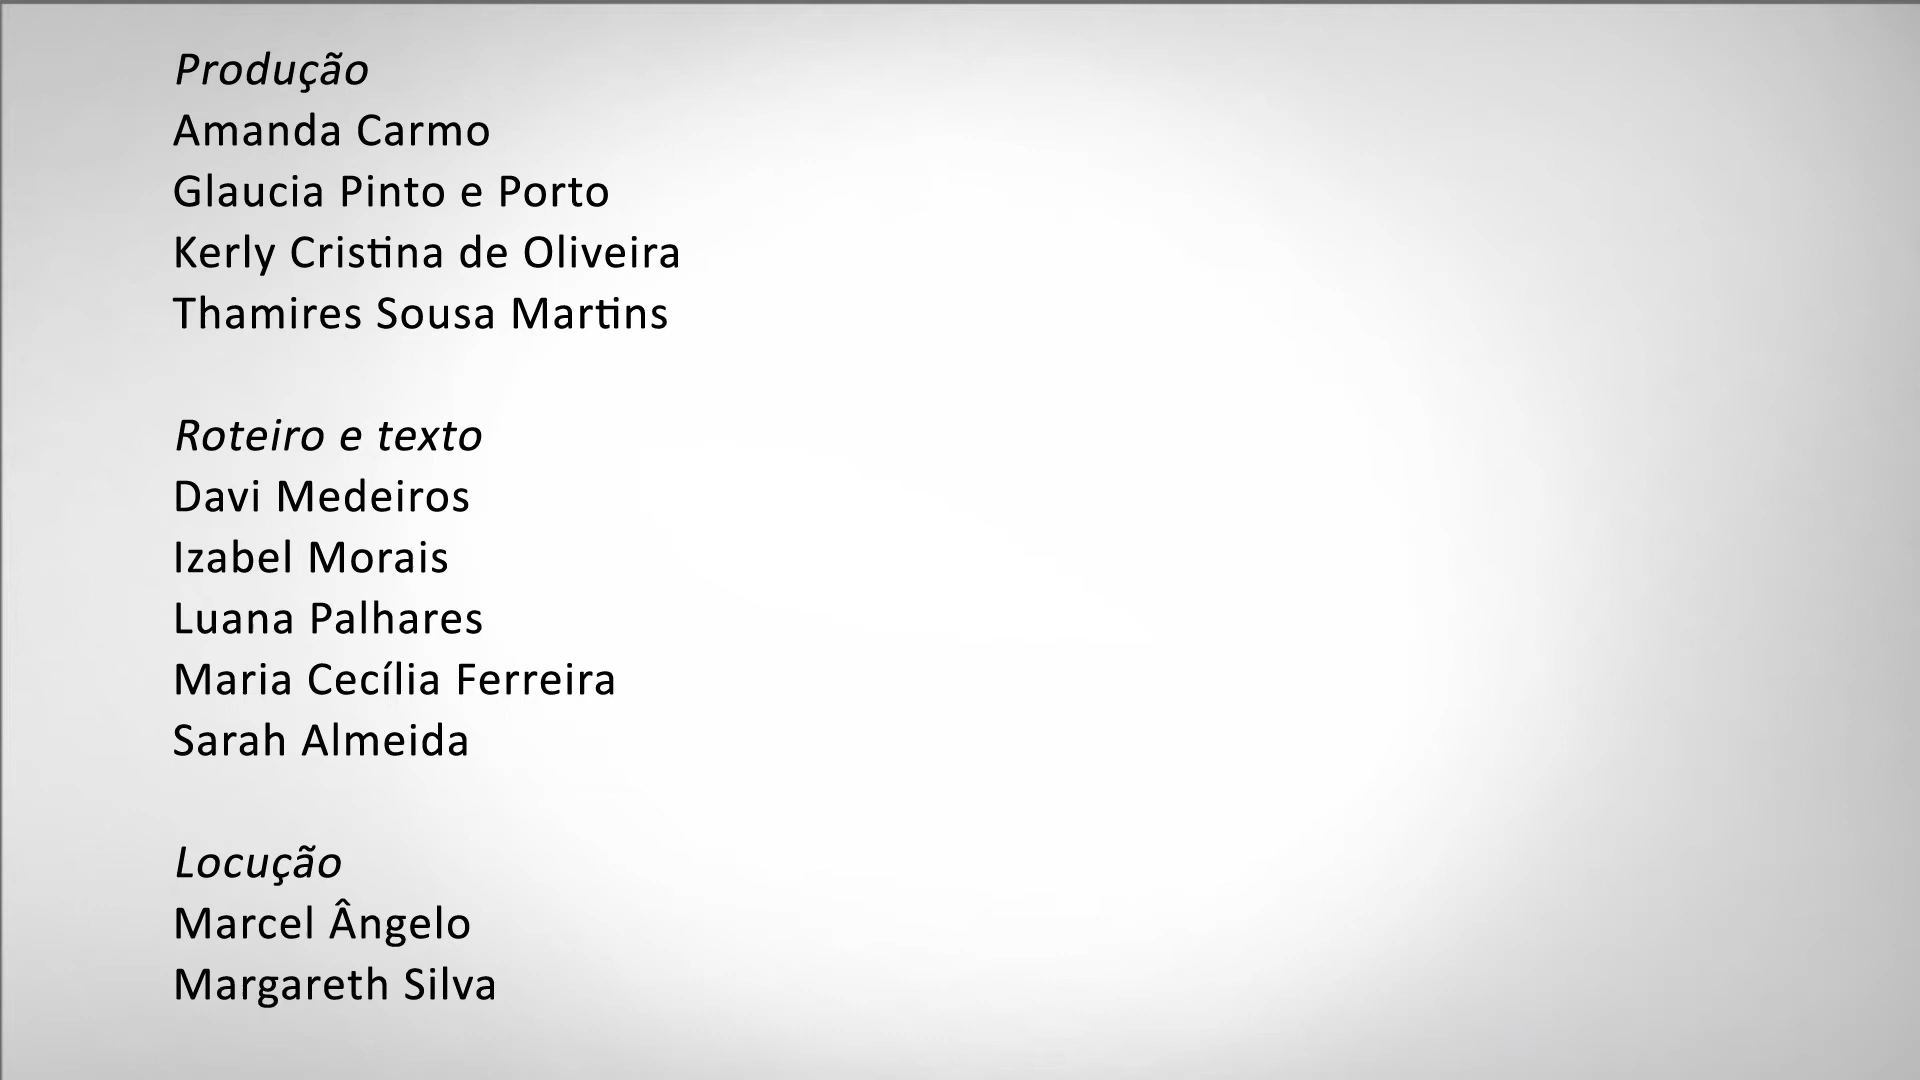 Produção
Amanda Carmo
Glaucia Pinto e Porto
Kerly Cristina de Oliveira
Thamires Sousa Martins
Roteiro e texto
Davi Medeiros
Izabel Morais
Luana Palhares
Maria Cecília Ferreira
Sarah Almeida
Locução
Marcel Ângelo
Margareth Silva